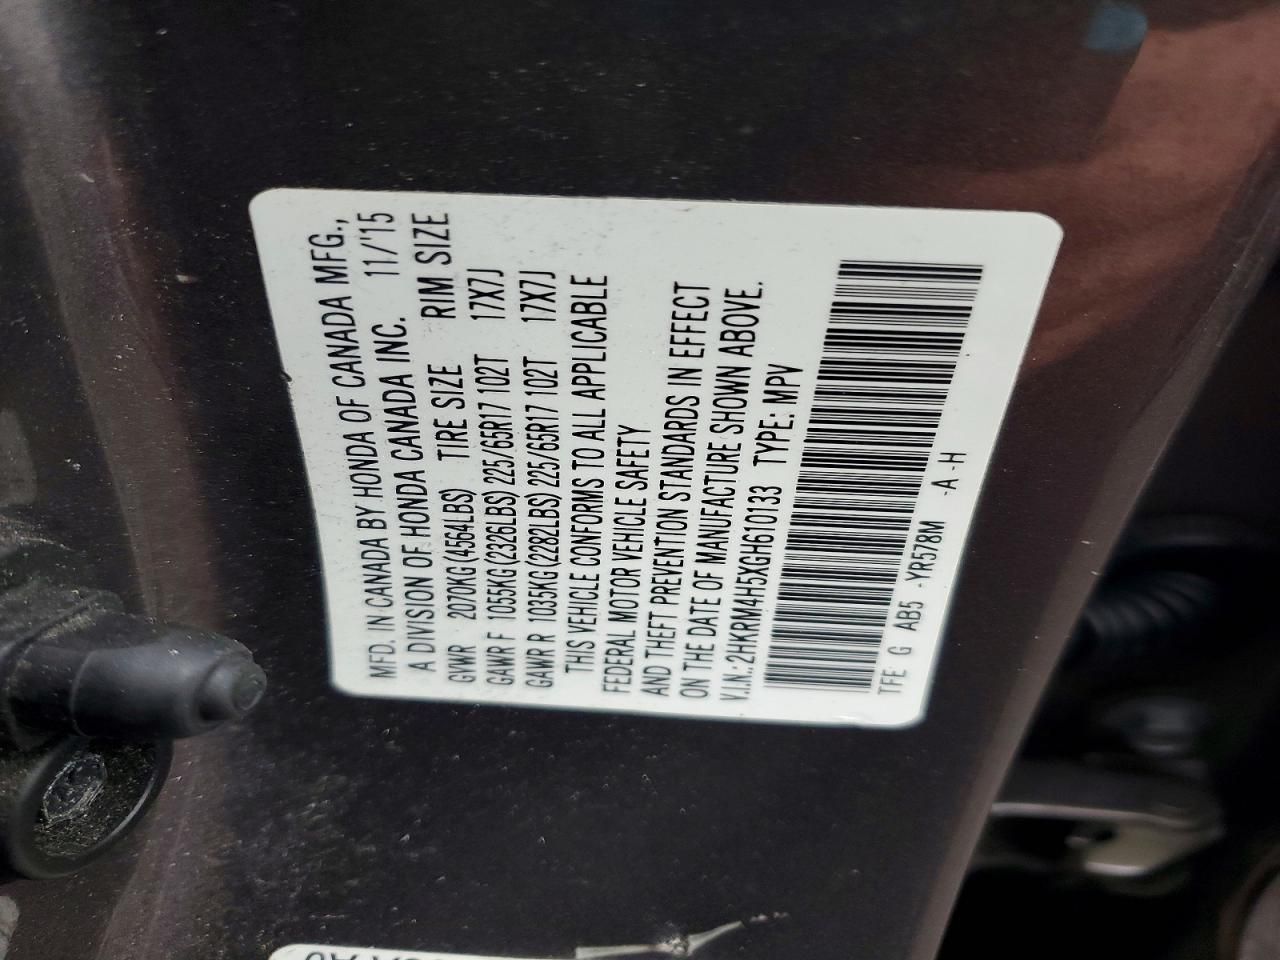 MFD. IN CANADA BY HONDA OF CANADA MFG.,
A DIVISION OF HONDA CANADA INC. 11/'15
GVWR 2070KG(4564LBS) TIRE SIZE RIM SIZE
GAWR F 1055KG(2326LBS) 225/65R17 102T 17X7J
GAWR R 1035KG(2282LBS) 225/65R17 102T 17X7J
THIS VEHICLE CONFORMS TO ALL APPLICABLE
FEDERAL MOTOR VEHICLE SAFETY
AND THEFT PREVENTION STANDARDS IN EFFECT
ON THE DATE OF MANUFACTURE SHOWN ABOVE.
V.I.N.: 2HKRM4H5XGH610133 TYPE: MPV
TFE G AB5 -YR578M -A-H